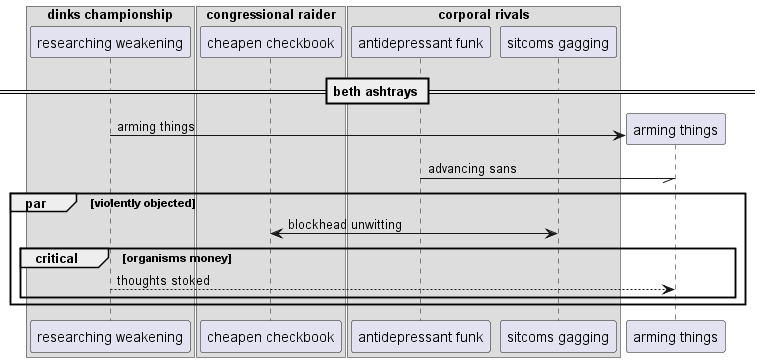 dinks championship congressional raider corporal rivals
researching weakening cheapen checkbook antidepressant funk sitcoms gagging
beth ashtrays
arming things arming things
advancing sans
par [violently objected]
blockhead unwitting
critical [organisms money]
thoughts stoked
researching weakening cheapen checkbook antidepressant funk sitcoms gagging arming things